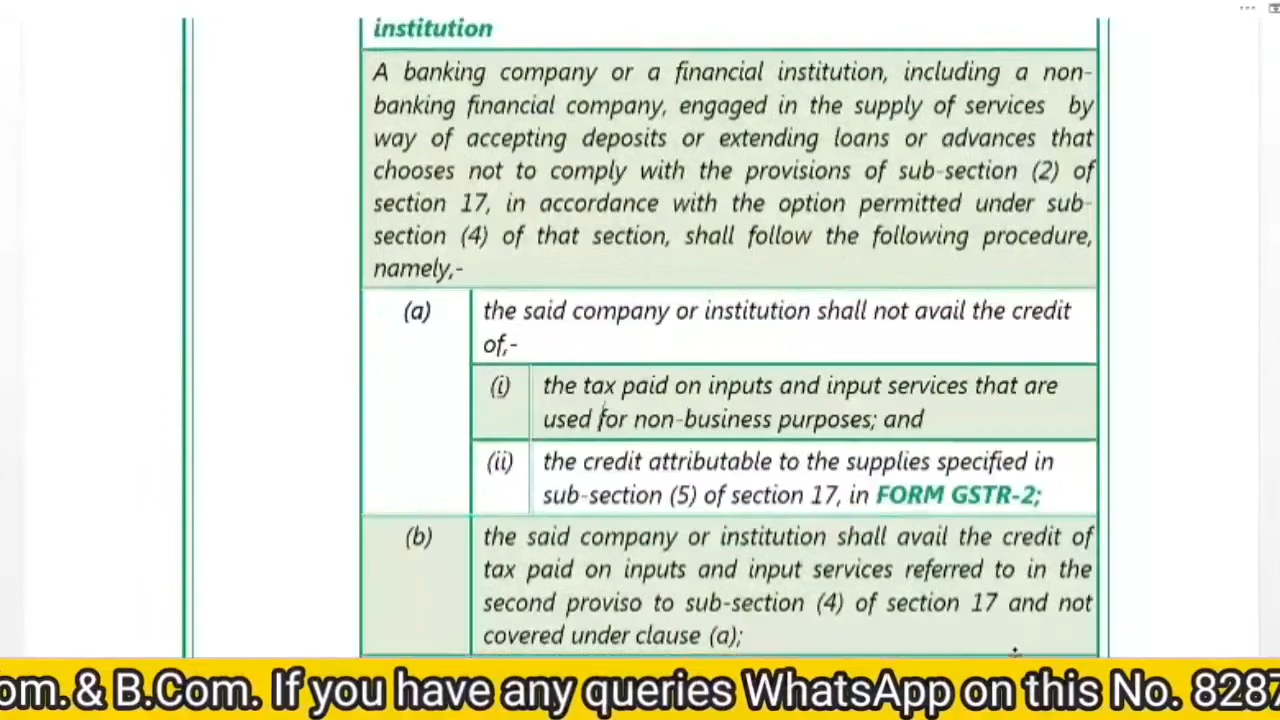 institution
A banking company or a financial institution, including a non-
banking financial company, engaged in the supply of services by
way of accepting deposits or extending loans or advances that
chooses not to comply with the provisions of sub-section (2) of
section 17, in accordance with the option permitted under sub-
section (4) of that section, shall follow the following procedure,
namely,-
(a) the said company or institution shall not avail the credit
of,-
(i) the tax paid on inputs and input services that are
used for non-business purposes; and
(ii) the credit attributable to the supplies specified in
sub-section (5) of section 17, in FORM GSTR-2;
(b) the said company or institution shall avail the credit of
tax paid on inputs and input services referred to in the
second proviso to sub-section (4) of section 17 and not
covered under clause (a);
om. & B.Com. If you have any queries WhatsApp on this No. 8287